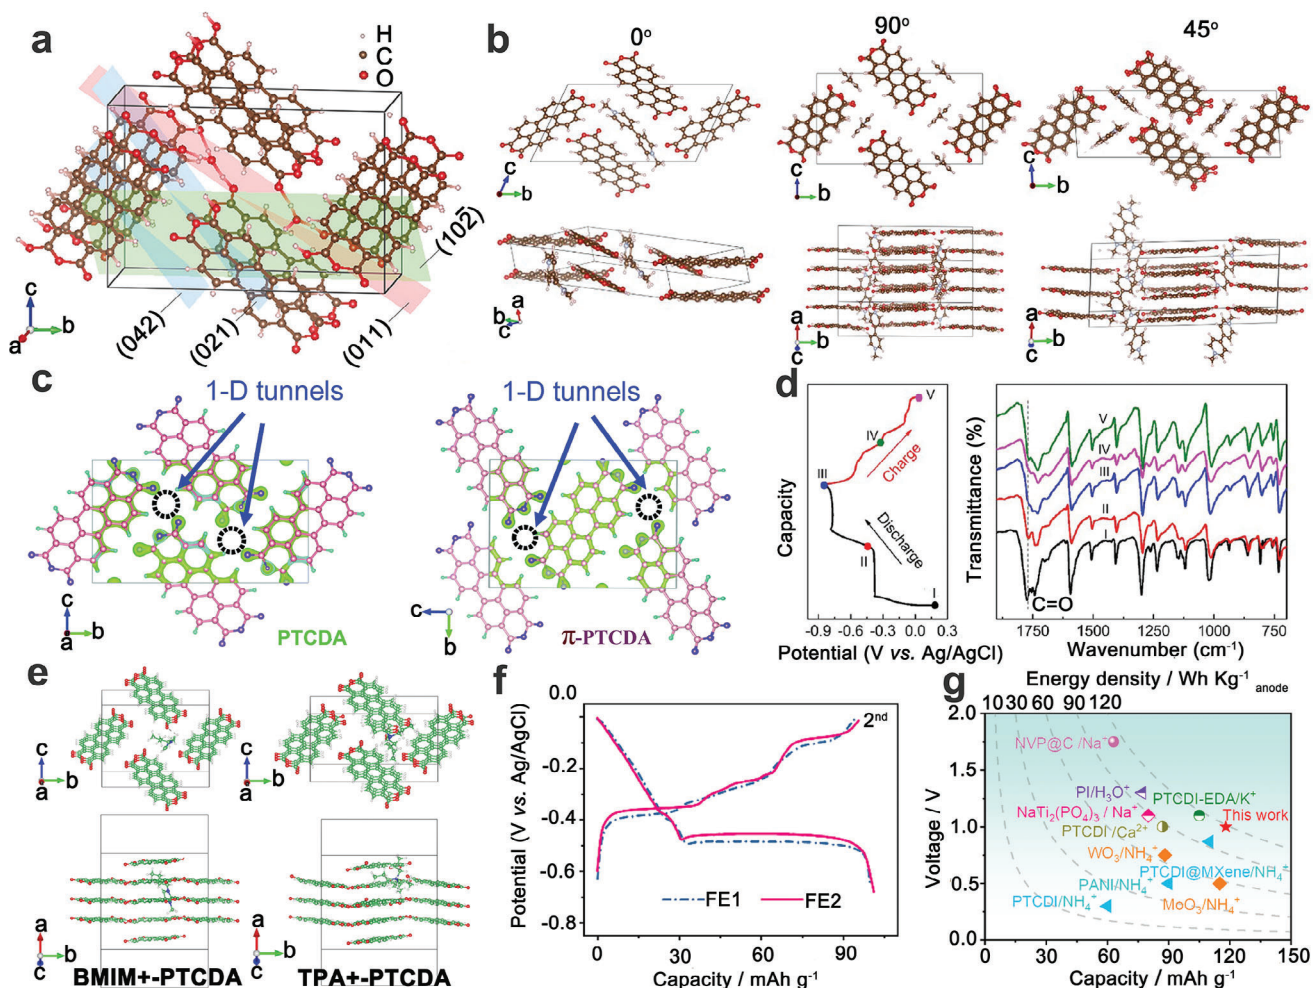 a
H
C
O
(102̄)
(042)
(021)
(011)
c
b
a
b
0°
90°
45°
c
b
a
c
b
a
c
b
a
a
b
c
a
b
c
a
b
c
c
1-D tunnels
1-D tunnels
c
a
b
PTCDA
c
a
b
π-PTCDA
d
Capacity
V
IV
III
II
I
Charge
Discharge
-0.9 -0.6 -0.3 0.0 0.3
Potential (V vs. Ag/AgCl)
Transmittance (%)
V
IV
III
II
I
C=O
1750 1500 1250 1000 750
Wavenumber (cm⁻¹)
e
c
a
b
c
a
b
a
c
b
a
c
b
BMIM+-PTCDA
TPA+-PTCDA
f
0.0
-0.2
-0.4
-0.6
-0.8
Potential (V vs. Ag/AgCl)
2nd
FE1
FE2
0 30 60 90
Capacity / mAh g⁻¹
g
Energy density / Wh Kg⁻¹ anode
10 30 60 90 120
2.0
1.5
1.0
0.5
0.0
Voltage / V
NVP@C /Na⁺
PI/H₃O⁺
PTCDI-EDA/K⁺
NaTi₂(PO₄)₃ / Na⁺
This work
PTCDI /Ca²⁺
WO₃/NH₄⁺
PTCDI@MXene/NH₄⁺
PANI/NH₄⁺
PTCDI/NH₄⁺
MoO₃/NH₄⁺
0 30 60 90 120 150
Capacity / mAh g⁻¹